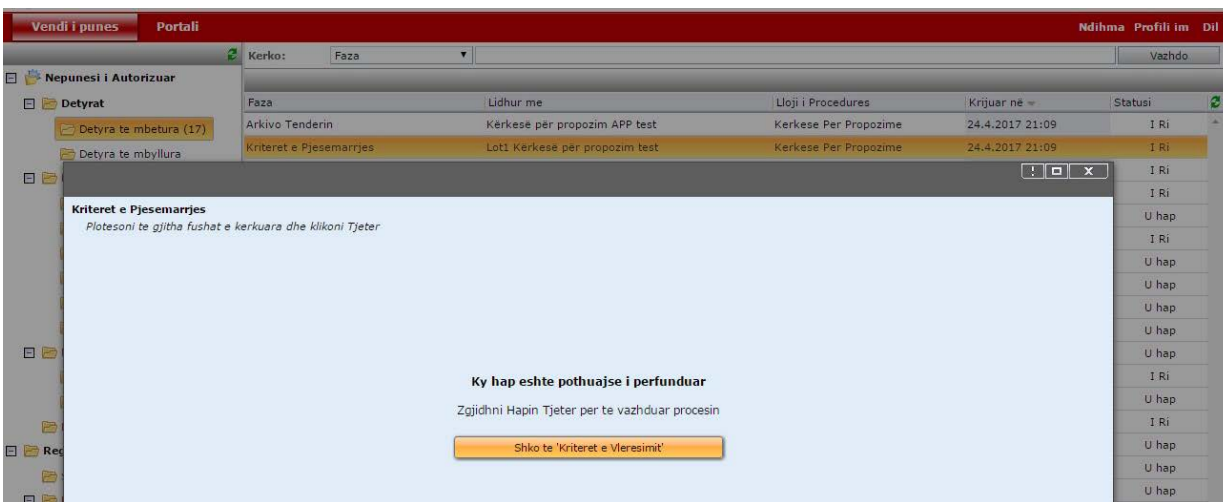 Vendi i punes Portali Ndihma Profili im Dil
Kerko: Faza Vazhdo
Nepunesi i Autorizuar
Detyrat
Detyra te mbetura (17)
Detyra te mbyllura
Faza Lidhur me Lloji i Procedures Krijuar në Statusi
Arkivo Tenderin Kërkesë për propozim APP test Kerkese Per Propozime 24.4.2017 21:09 I Ri
Kriteret e Pjesemarrjes Lot1 Kërkesë për propozim test Kerkese Per Propozime 24.4.2017 21:09 I Ri
I Ri
I Ri
U hap
I Ri
U hap
U hap
U hap
U hap
U hap
I Ri
U hap
I Ri
U hap
U hap
U hap
Reg
Kriteret e Pjesemarrjes
Plotesoni te gjitha fushat e kerkuara dhe klikoni Tjeter
Ky hap eshte pothuajse i perfunduar
Zgjidhni Hapin Tjeter per te vazhduar procesin
Shko te 'Kriteret e Vleresimit'